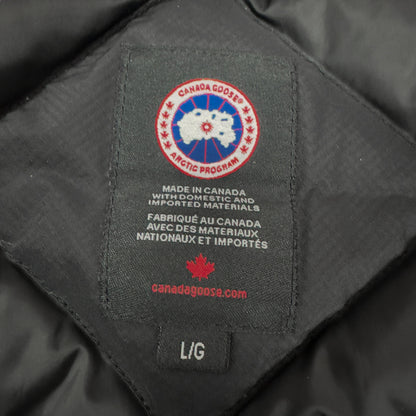 CANADA GOOSE®
ARCTIC PROGRAM
MADE IN CANADA
WITH DOMESTIC AND
IMPORTED MATERIALS
FABRIQUÉ AU CANADA
AVEC DES MATERIAUX
NATIONAUX ET IMPORTÉS
canadagoose.com
L/G